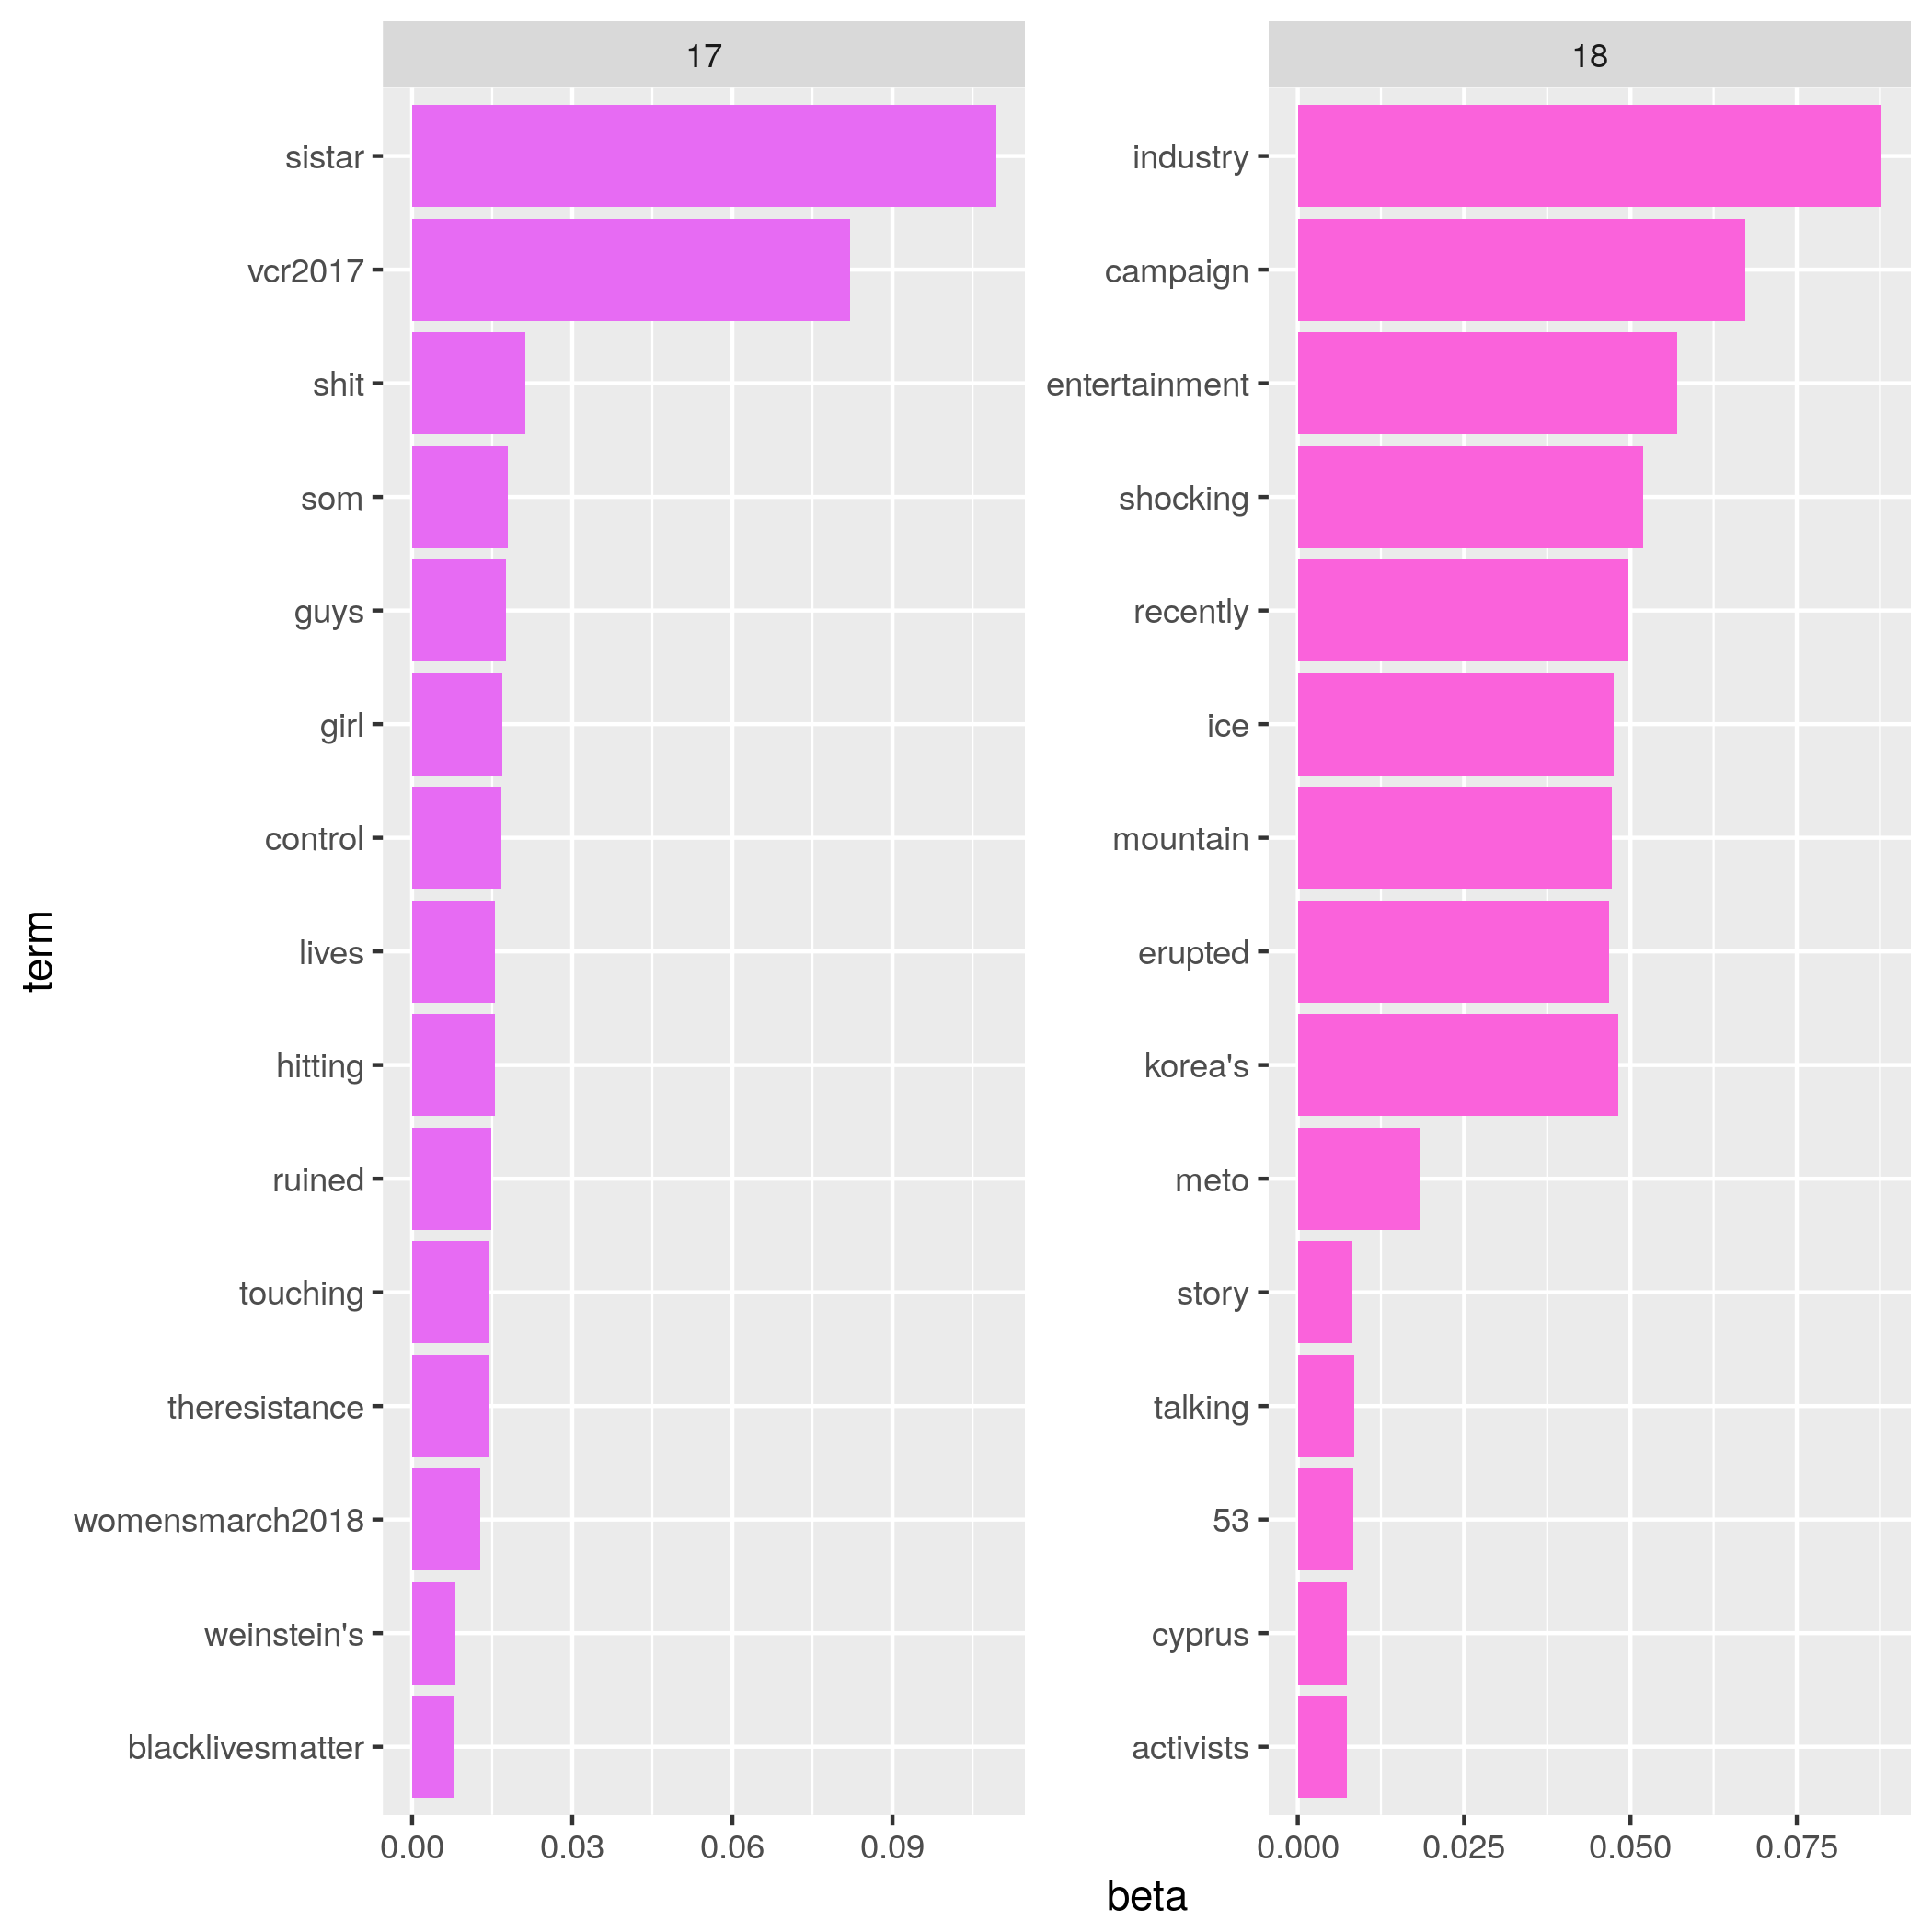 17
18
term
sistar
vcr2017
shit
som
guys
girl
control
lives
hitting
ruined
touching
theresistance
womensmarch2018
weinstein's
blacklivesmatter
0.00 0.03 0.06 0.09
industry
campaign
entertainment
shocking
recently
ice
mountain
erupted
korea's
meto
story
talking
53
cyprus
activists
0.000 0.025 0.050 0.075
beta